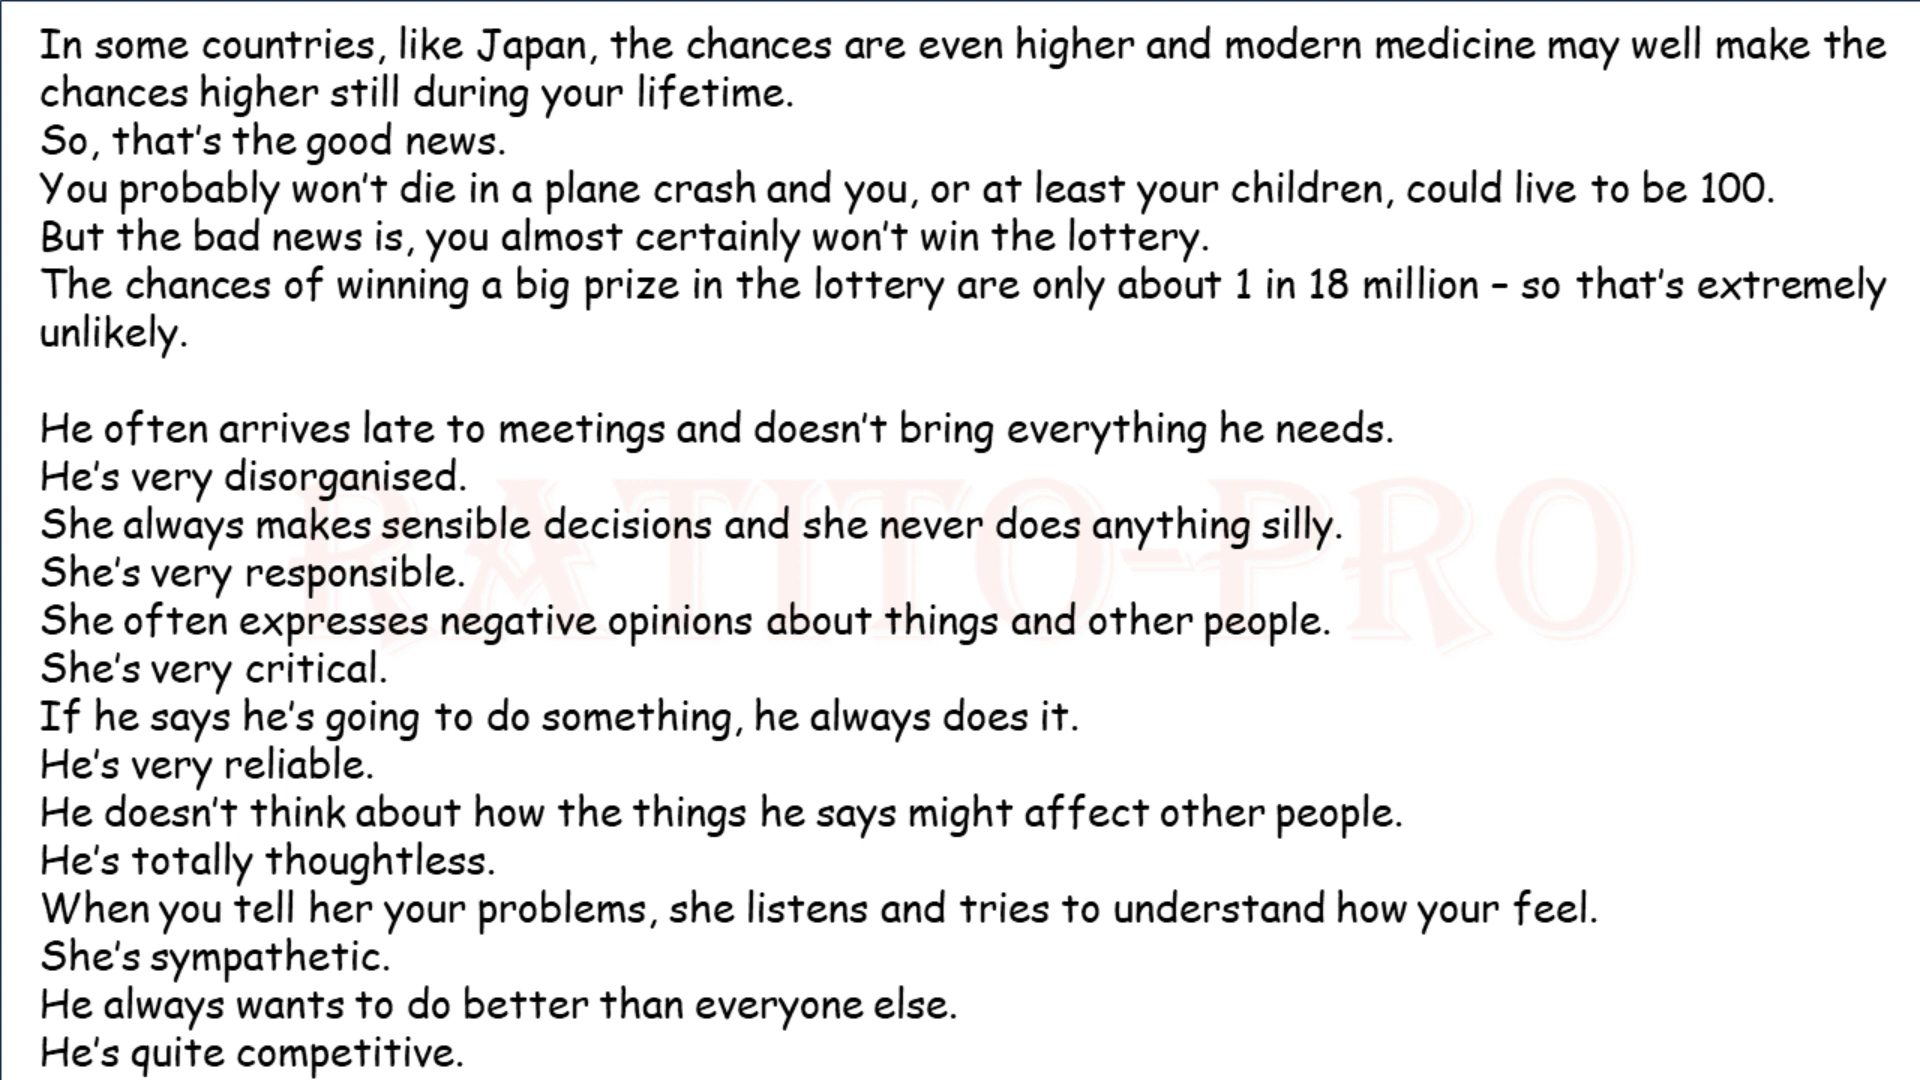 In some countries, like Japan, the chances are even higher and modern medicine may well make the
chances higher still during your lifetime.
So, that's the good news.
You probably won't die in a plane crash and you, or at least your children, could live to be 100.
But the bad news is, you almost certainly won't win the lottery.
The chances of winning a big prize in the lottery are only about 1 in 18 million – so that's extremely
unlikely.
He often arrives late to meetings and doesn't bring everything he needs.
He's very disorganised.
She always makes sensible decisions and she never does anything silly.
She's very responsible.
She often expresses negative opinions about things and other people.
She's very critical.
If he says he's going to do something, he always does it.
He's very reliable.
He doesn't think about how the things he says might affect other people.
He's totally thoughtless.
When you tell her your problems, she listens and tries to understand how your feel.
She's sympathetic.
He always wants to do better than everyone else.
He's quite competitive.
RATITO-PRO